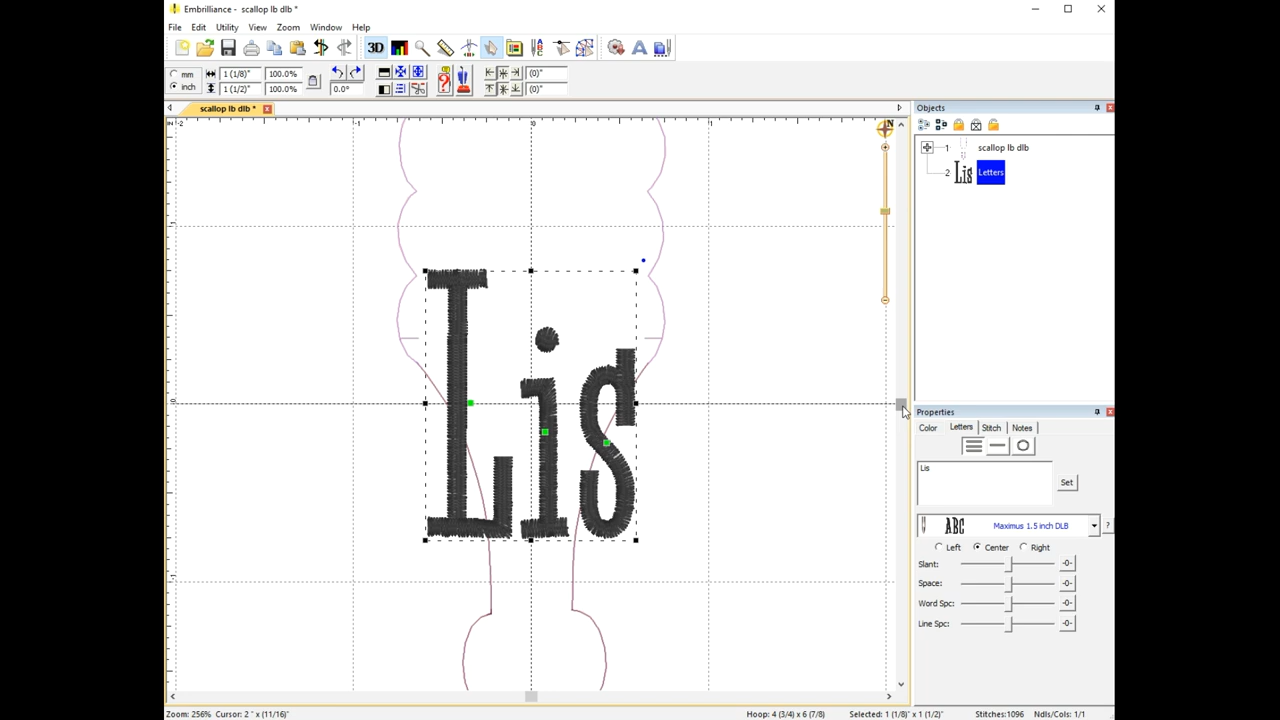 Embrilliance - scallop lb dlb *
File Edit Utility View Zoom Window Help
3D
mm 1 (1/8)" 100.0% (0)"
inch 1 (1/2)" 100.0% 0.0° (0)"
scallop lb dlb *
Objects
1 scallop lb dlb
2 Lis Letters
N
Lis
Properties
Color Letters Stitch Notes
Lis
Set
ABC Maximus 1.5 inch DLB ?
Left Center Right
Slant: -0-
Space: -0-
Word Spc: -0-
Line Spc: -0-
Zoom: 256% Cursor: 2 " x (11/16)" Hoop: 4 (3/4) x 6 (7/8) Selected: 1 (1/8)" x 1 (1/2)" Stitches:1096 Ndls/Cols: 1/1